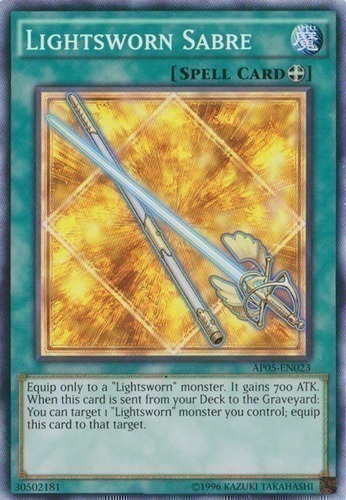 LIGHTSWORN SABRE
魔
[SPELL CARD]
AP05-EN023
Equip only to a "Lightsworn" monster. It gains 700 ATK.
When this card is sent from your Deck to the Graveyard:
You can target 1 "Lightsworn" monster you control; equip
this card to that target.
30502181
©1996 KAZUKI TAKAHASHI